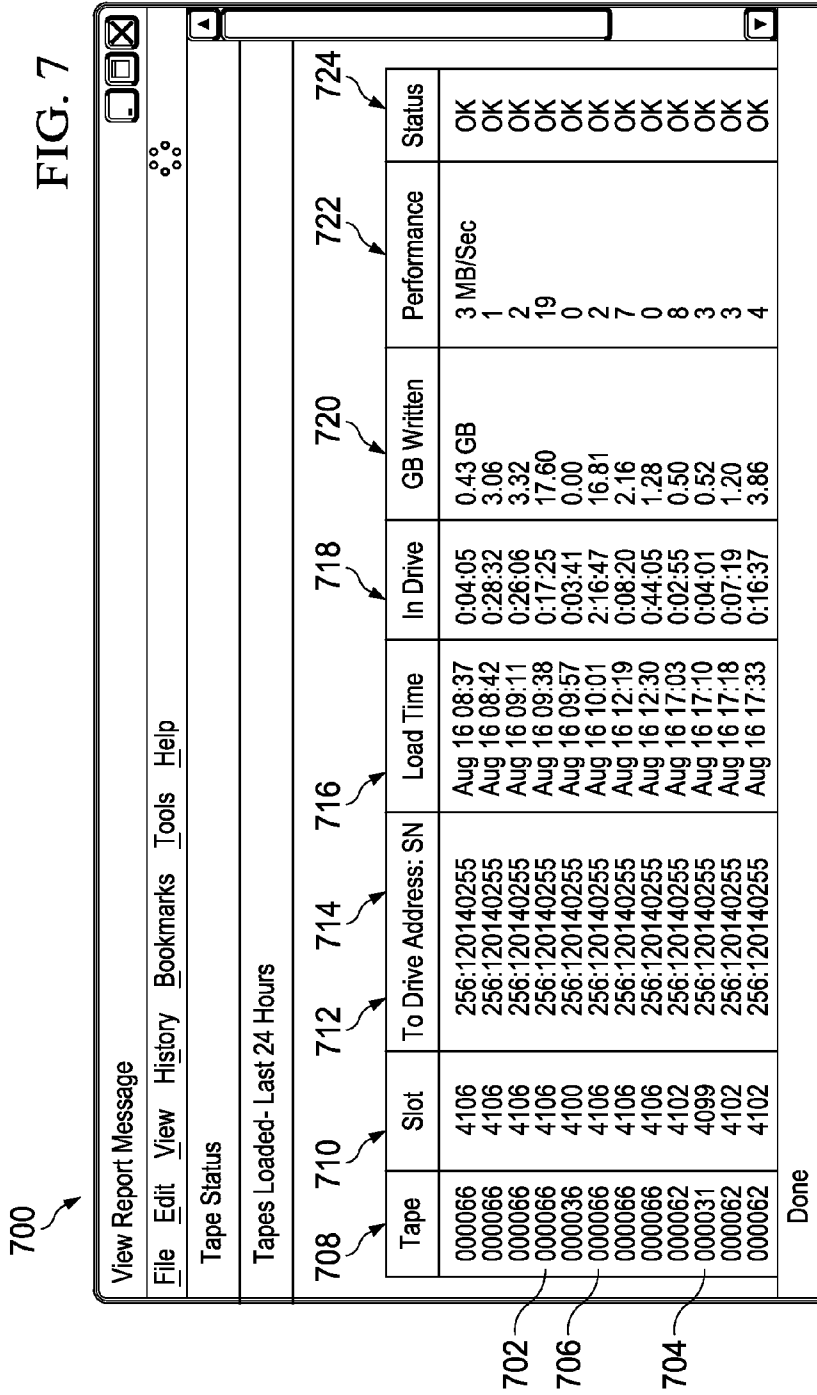 FIG. 7
700
View Report Message
File Edit View History Bookmarks Tools Help
Tape Status
Tapes Loaded- Last 24 Hours
708 710 712 714 716 718 720 722 724
Tape Slot To Drive Address: SN Load Time In Drive GB Written Performance Status
000066 4106 256:120140255 Aug 16 08:37 0:04:05 0.43 GB 3 MB/Sec OK
000066 4106 256:120140255 Aug 16 08:42 0:28:32 3.06 1 OK
000066 4106 256:120140255 Aug 16 09:11 0:26:06 3.32 2 OK
702 000066 4106 256:120140255 Aug 16 09:38 0:17:25 17.60 19 OK
000036 4100 256:120140255 Aug 16 09:57 0:03:41 0.00 0 OK
706 000066 4106 256:120140255 Aug 16 10:01 2:16:47 16.81 2 OK
000066 4106 256:120140255 Aug 16 12:19 0:08:20 2.16 7 OK
000066 4106 256:120140255 Aug 16 12:30 0:44:05 1.28 0 OK
000062 4102 256:120140255 Aug 16 17:03 0:02:55 0.50 8 OK
704 000031 4099 256:120140255 Aug 16 17:10 0:04:01 0.52 3 OK
000062 4102 256:120140255 Aug 16 17:18 0:07:19 1.20 3 OK
000062 4102 256:120140255 Aug 16 17:33 0:16:37 3.86 4 OK
Done